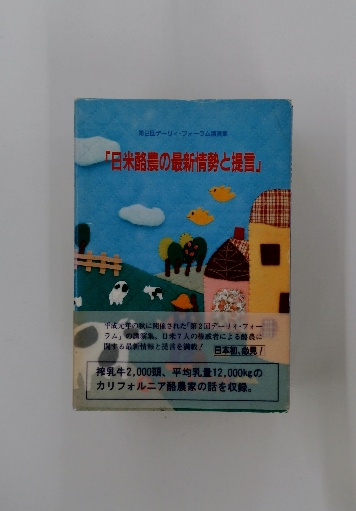 第2回デーリィ・フォーラム講演集
「日米酪農の最新情勢と提言」
平成元年の秋に開催された「第2回デーリィ・フォー
ラム」の講演集。日米7人の権威者による酪農に
関する最新情報と提言を満載！
日本初、必見！
搾乳牛2,000頭、平均乳量12,000kgの
カリフォルニア酪農家の話を収録。